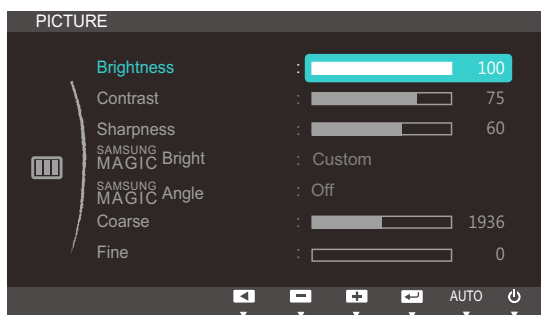 PICTURE
Brightness : 100
Contrast : 75
Sharpness : 60
SAMSUNG MAGIC Bright : Custom
SAMSUNG MAGIC Angle : Off
Coarse : 1936
Fine : 0
AUTO